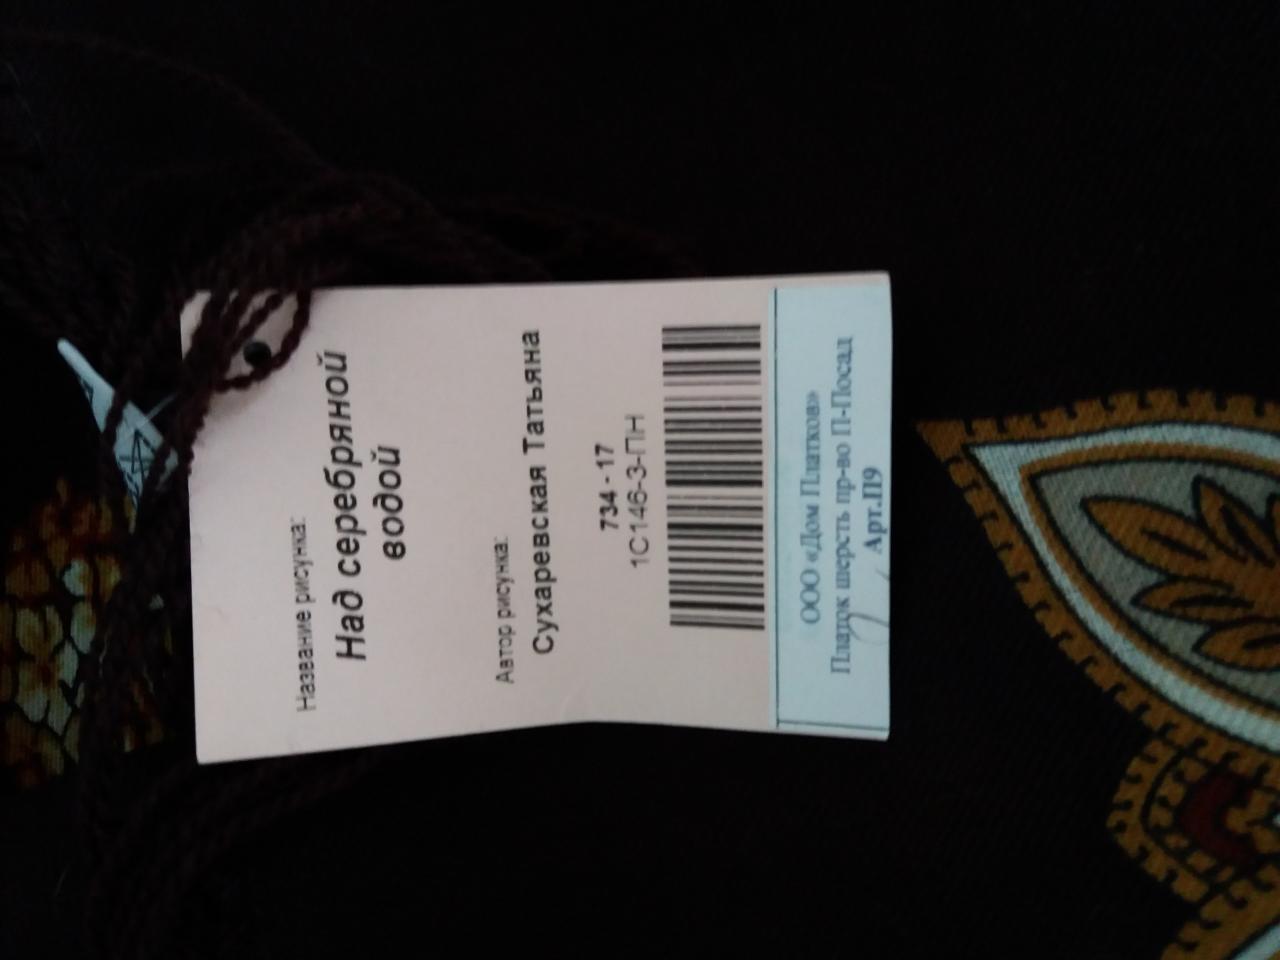 Название рисунка:
Над серебряной
водой
Автор рисунка:
Сухаревская Татьяна
734 - 17
1С146-3-ПН
ООО «Дом Платков»
Платок шерсть пр-во П-Посад
Арт.П9